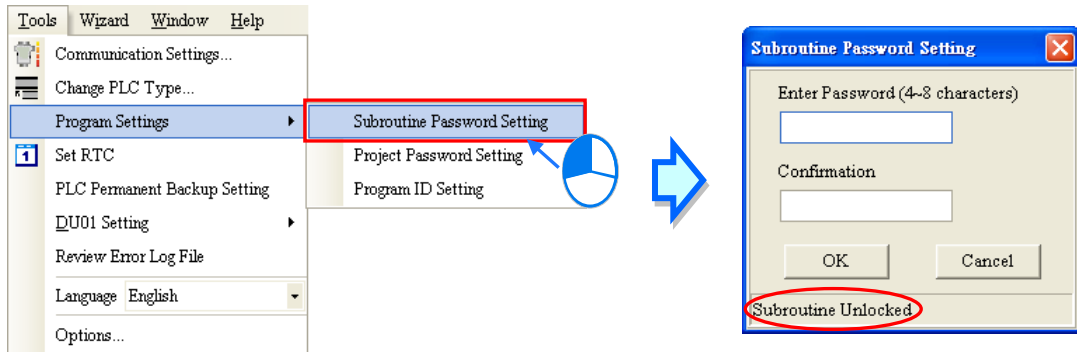 Tools Wizard Window Help
Communication Settings...
Change PLC Type...
Program Settings
Set RTC
PLC Permanent Backup Setting
DU01 Setting
Review Error Log File
Language English
Options...
Subroutine Password Setting
Project Password Setting
Program ID Setting
Subroutine Password Setting
Enter Password (4~8 characters)
Confirmation
OK Cancel
Subroutine Unlocked
1